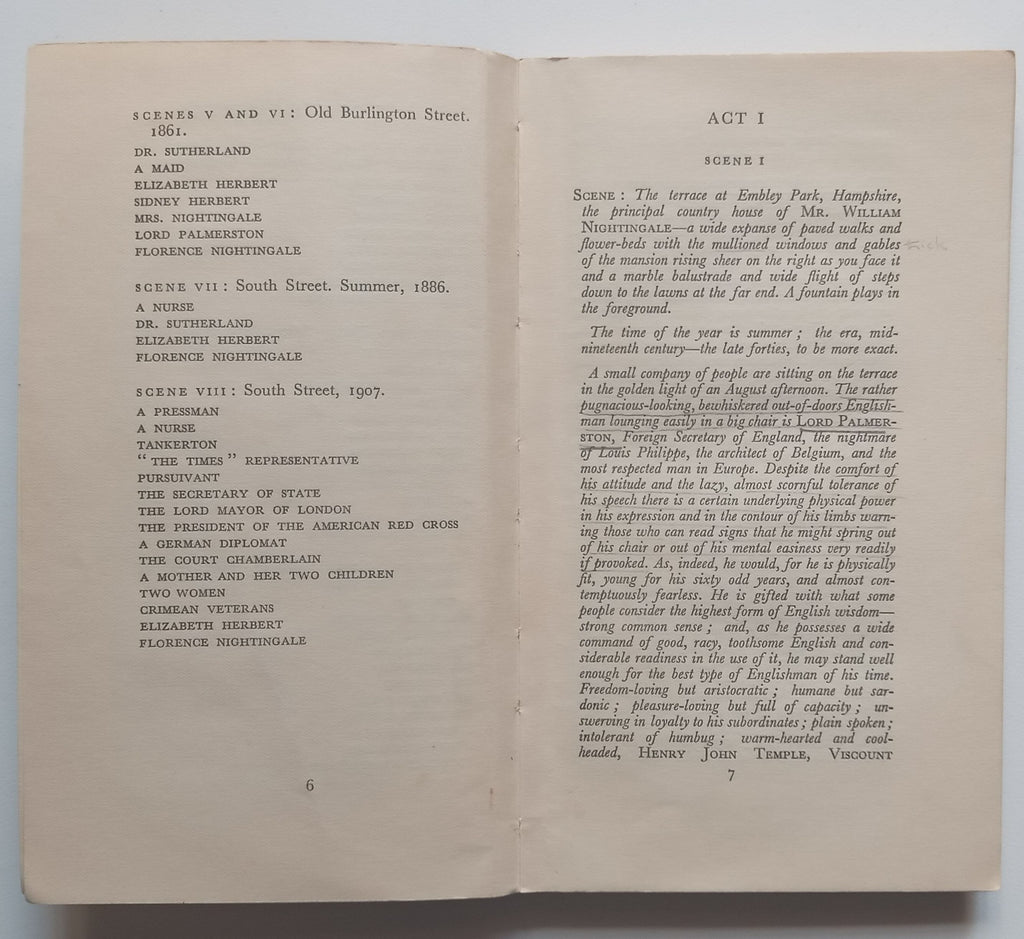 SCENES V AND VI: Old Burlington Street.
1861.
DR. SUTHERLAND
A MAID
ELIZABETH HERBERT
SIDNEY HERBERT
MRS. NIGHTINGALE
LORD PALMERSTON
FLORENCE NIGHTINGALE
SCENE VII: South Street. Summer, 1886.
A NURSE
DR. SUTHERLAND
ELIZABETH HERBERT
FLORENCE NIGHTINGALE
SCENE VIII: South Street, 1907.
A PRESSMAN
A NURSE
TANKERTON
"THE TIMES" REPRESENTATIVE
PURSUIVANT
THE SECRETARY OF STATE
THE LORD MAYOR OF LONDON
THE PRESIDENT OF THE AMERICAN RED CROSS
A GERMAN DIPLOMAT
THE COURT CHAMBERLAIN
A MOTHER AND HER TWO CHILDREN
TWO WOMEN
CRIMEAN VETERANS
ELIZABETH HERBERT
FLORENCE NIGHTINGALE
6
ACT I
SCENE I
SCENE: The terrace at Embley Park, Hampshire,
the principal country house of MR. WILLIAM
NIGHTINGALE—a wide expanse of paved walks and
flower-beds with the mullioned windows and gables
of the mansion rising sheer on the right as you face it
and a marble balustrade and wide flight of steps
down to the lawns at the far end. A fountain plays in
the foreground.
The time of the year is summer; the era, mid-
nineteenth century—the late forties, to be more exact.
A small company of people are sitting on the terrace
in the golden light of an August afternoon. The rather
pugnacious-looking, bewhiskered out-of-doors English-
man lounging easily in a big chair is LORD PALMER-
STON, Foreign Secretary of England, the nightmare
of Louis Philippe, the architect of Belgium, and the
most respected man in Europe. Despite the comfort of
his attitude and the lazy, almost scornful tolerance of
his speech there is a certain underlying physical power
in his expression and in the contour of his limbs warn-
ing those who can read signs that he might spring out
of his chair or out of his mental easiness very readily
if provoked. As, indeed, he would, for he is physically
fit, young for his sixty odd years, and almost con-
temptuously fearless. He is gifted with what some
people consider the highest form of English wisdom—
strong common sense; and, as he possesses a wide
command of good, racy, toothsome English and con-
siderable readiness in the use of it, he may stand well
enough for the best type of Englishman of his time.
Freedom-loving but aristocratic; humane but sar-
donic; pleasure-loving but full of capacity; un-
swerving in loyalty to his subordinates; plain spoken;
intolerant of humbug; warm-hearted and cool-
headed, HENRY JOHN TEMPLE, VISCOUNT
7